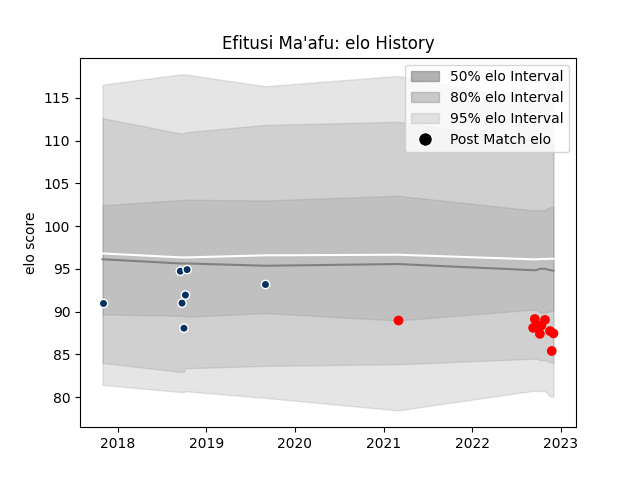 Efitusi Ma'afu: elo History
50% elo Interval
80% elo Interval
95% elo Interval
Post Match elo
elo score
115
110
105
100
95
90
85
80
2018
2019
2020
2021
2022
2023